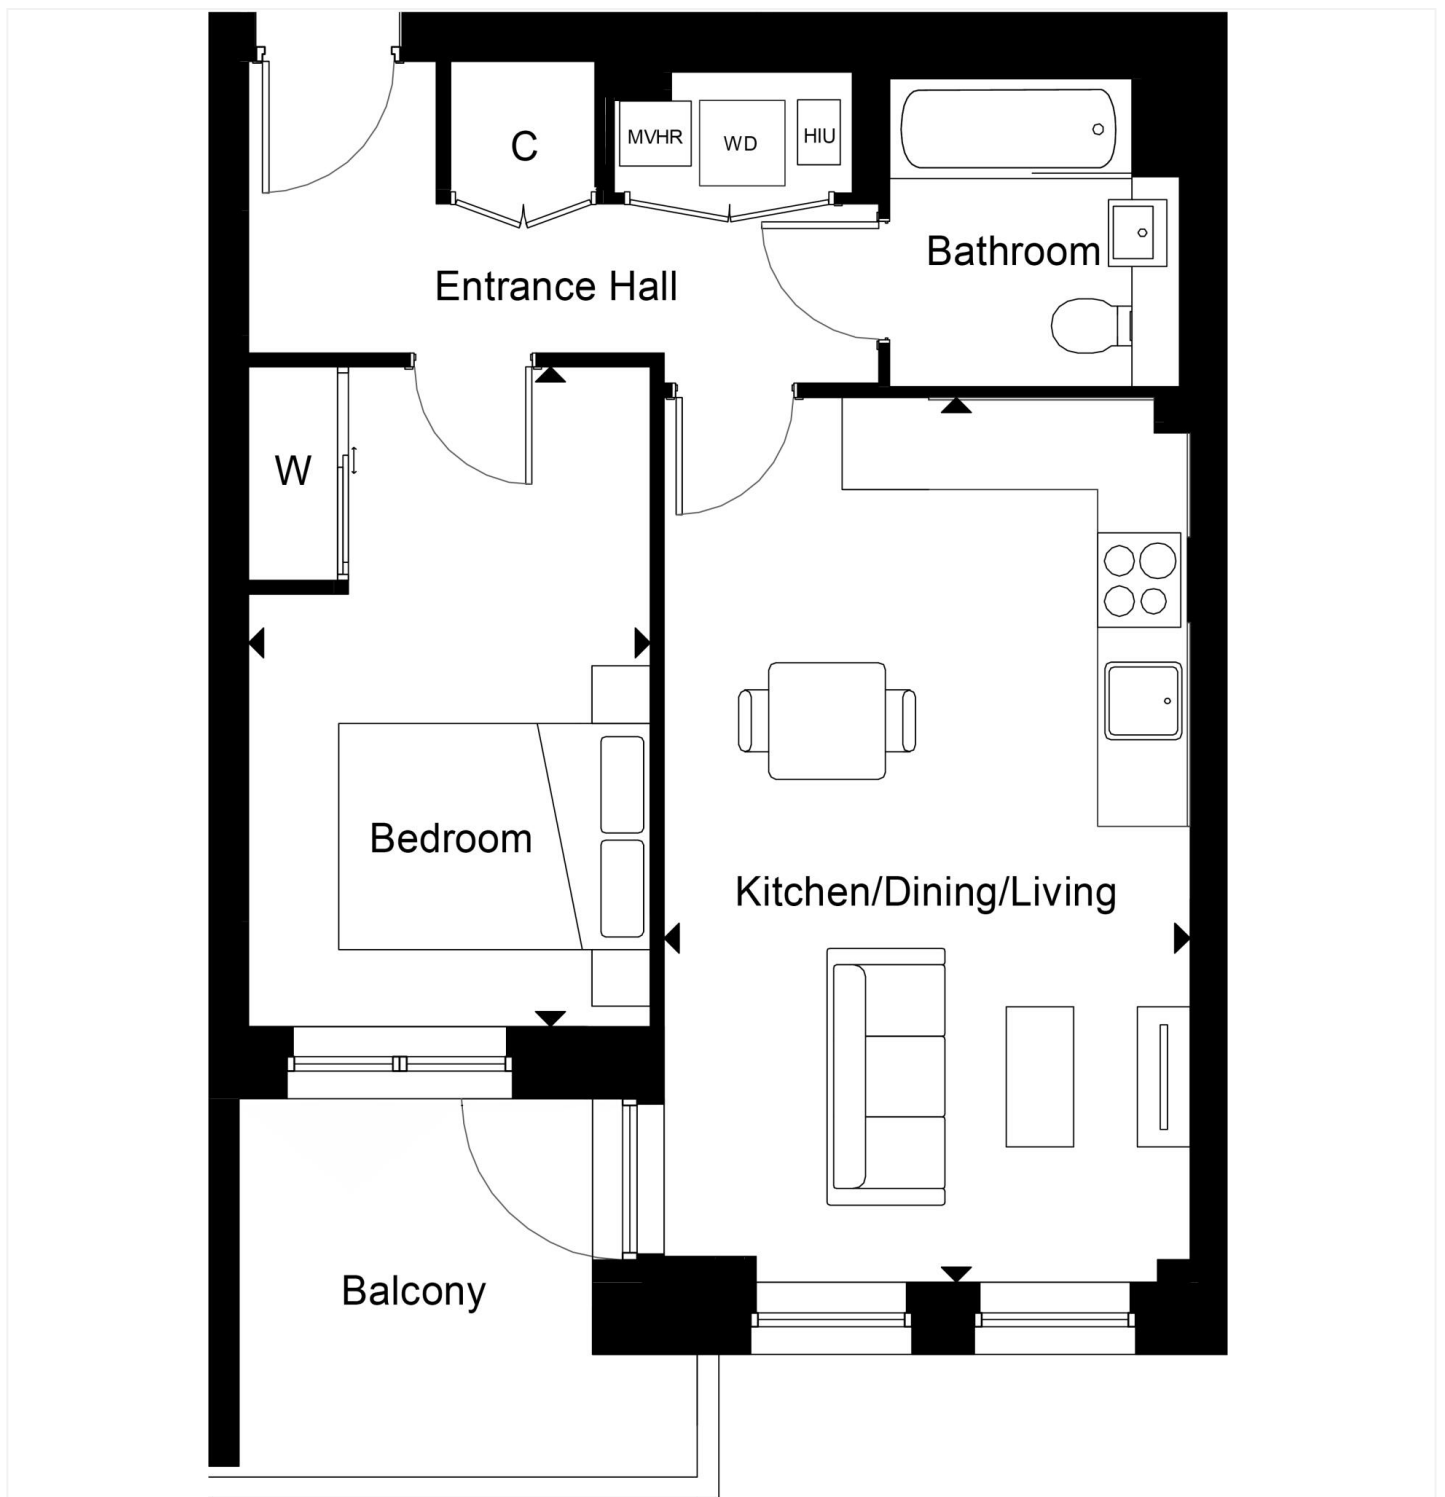 C
MVHR
WD
HIU
Bathroom
Entrance Hall
W
Bedroom
Kitchen/Dining/Living
Balcony